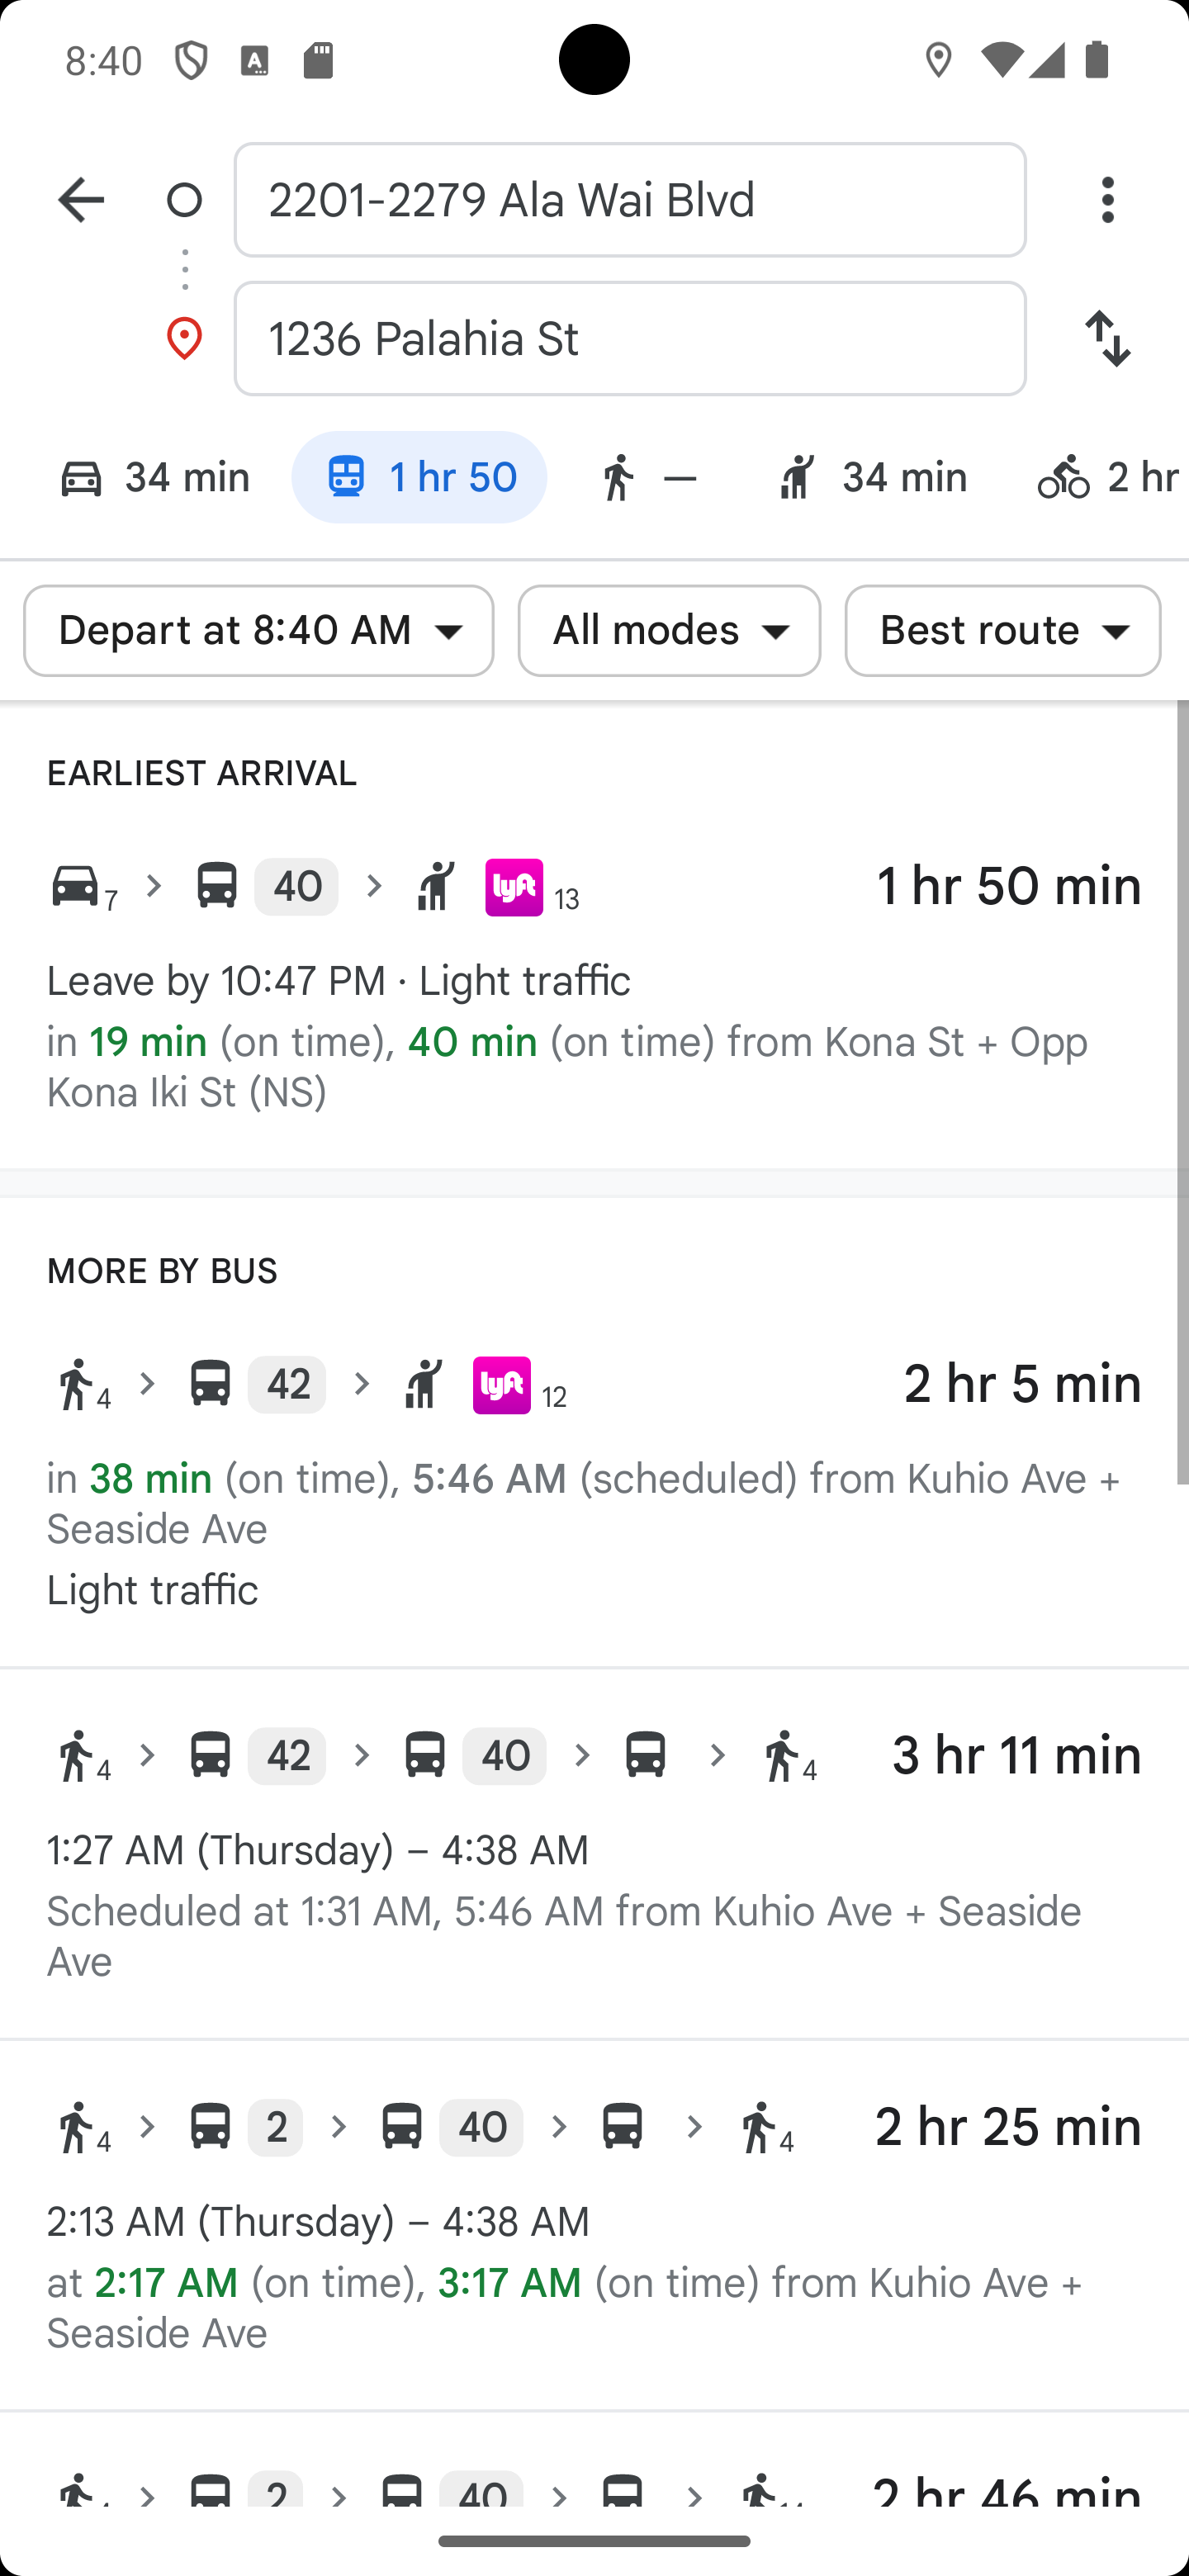 8:40
2201-2279 Ala Wai Blvd
1236 Palahia St
34 min
1 hr 50
—
34 min
2 hr
Depart at 8:40 AM
All modes
Best route
EARLIEST ARRIVAL
7 40 lyft 13 1 hr 50 min
Leave by 10:47 PM · Light traffic
in 19 min (on time), 40 min (on time) from Kona St + Opp
Kona Iki St (NS)
MORE BY BUS
4 42 lyft 12 2 hr 5 min
in 38 min (on time), 5:46 AM (scheduled) from Kuhio Ave +
Seaside Ave
Light traffic
4 42 40 4 3 hr 11 min
1:27 AM (Thursday) – 4:38 AM
Scheduled at 1:31 AM, 5:46 AM from Kuhio Ave + Seaside
Ave
4 2 40 4 2 hr 25 min
2:13 AM (Thursday) – 4:38 AM
at 2:17 AM (on time), 3:17 AM (on time) from Kuhio Ave +
Seaside Ave
2 40 2 hr 46 min